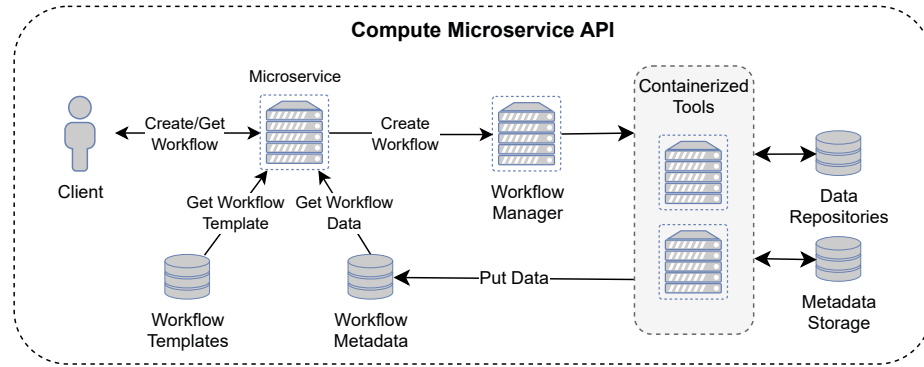 Compute Microservice API
Microservice
Containerized
Tools
Create/Get
Workflow
Create
Workflow
Client
Workflow
Manager
Data
Repositories
Get Workflow
Template
Get Workflow
Data
Put Data
Workflow
Templates
Workflow
Metadata
Metadata
Storage